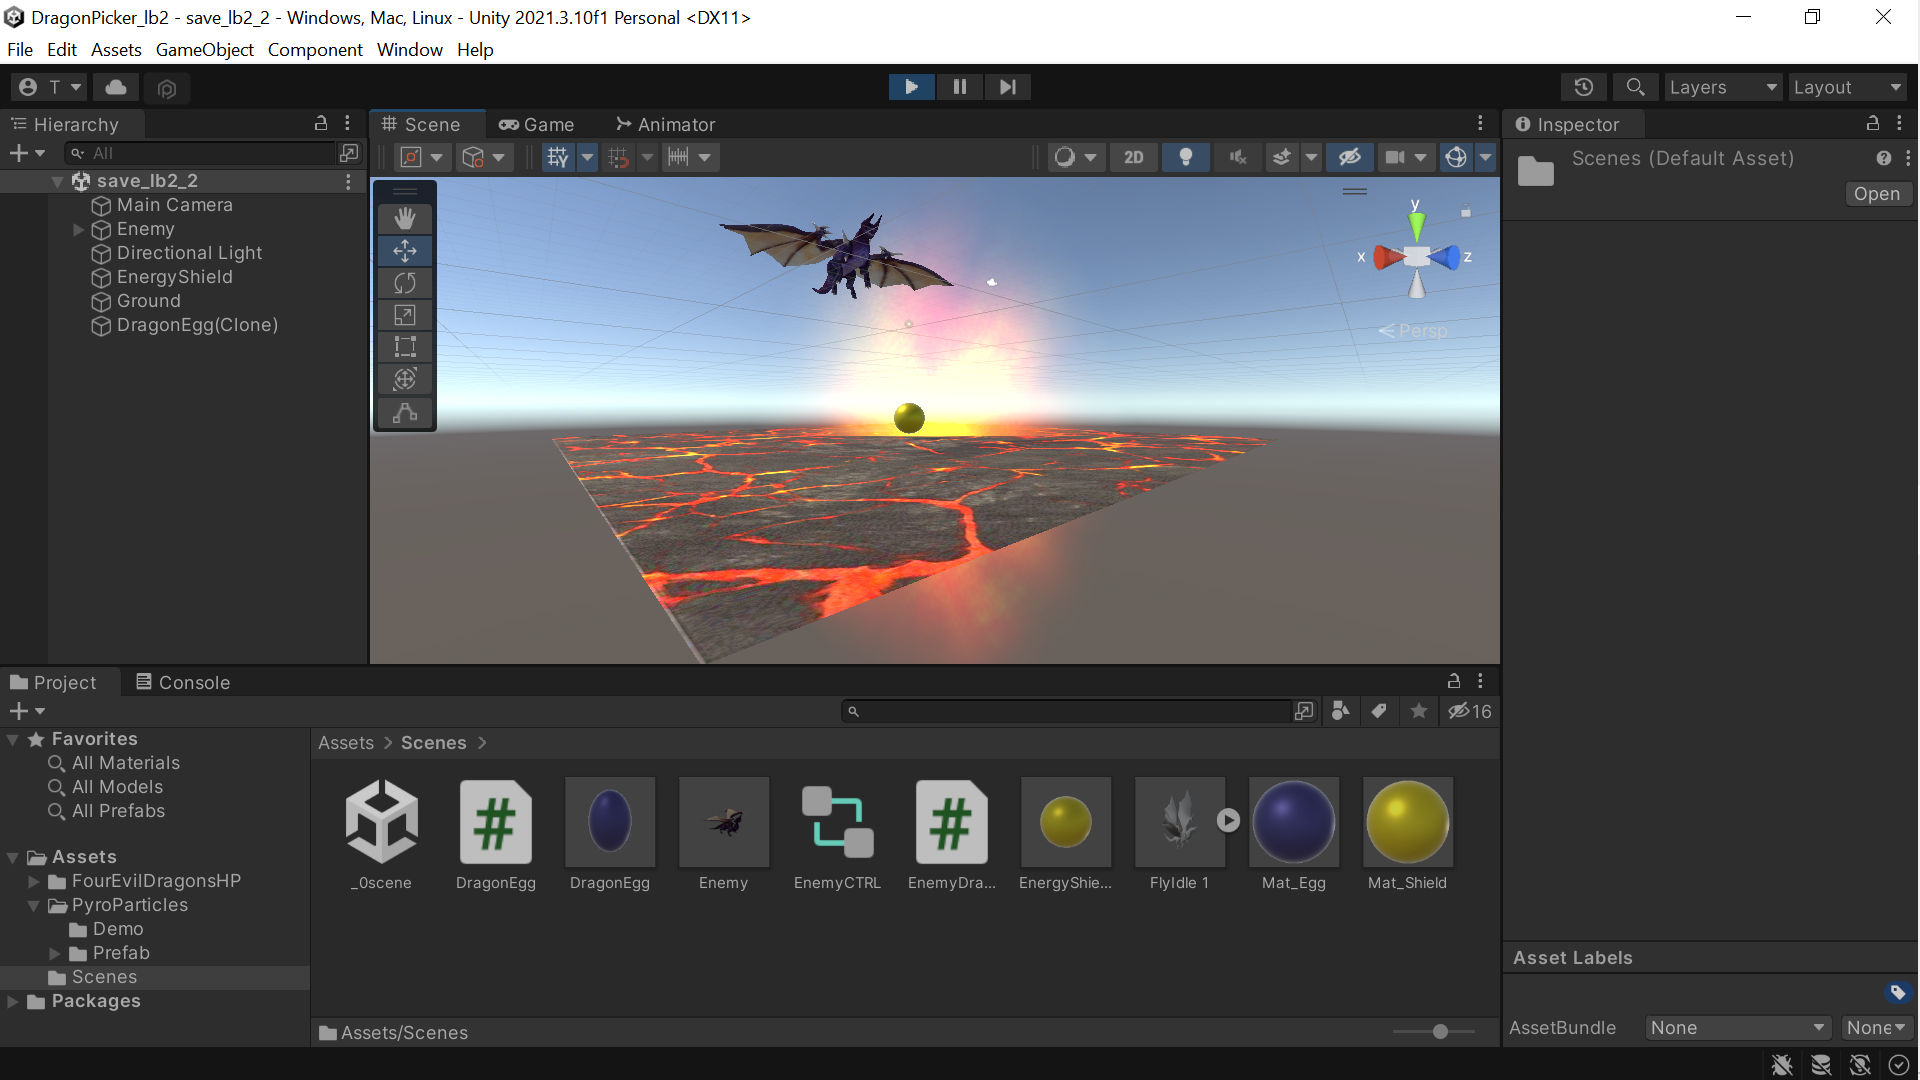 DragonPicker_lb2 - save_lb2_2 - Windows, Mac, Linux - Unity 2021.3.10f1 Personal <DX11>
File Edit Assets GameObject Component Window Help
T Layers Layout
Hierarchy
All
save_lb2_2
Main Camera
Enemy
Directional Light
EnergyShield
Ground
DragonEgg(Clone)
Scene Game Animator
2D
y
x z
Persp
Inspector
Scenes (Default Asset)
Open
Project Console
16
Favorites
All Materials
All Models
All Prefabs
Assets
FourEvilDragonsHP
PyroParticles
Demo
Prefab
Scenes
Packages
Assets > Scenes >
_0scene DragonEgg DragonEgg Enemy EnemyCTRL EnemyDra... EnergyShie... FlyIdle 1 Mat_Egg Mat_Shield
Assets/Scenes
Asset Labels
AssetBundle None None